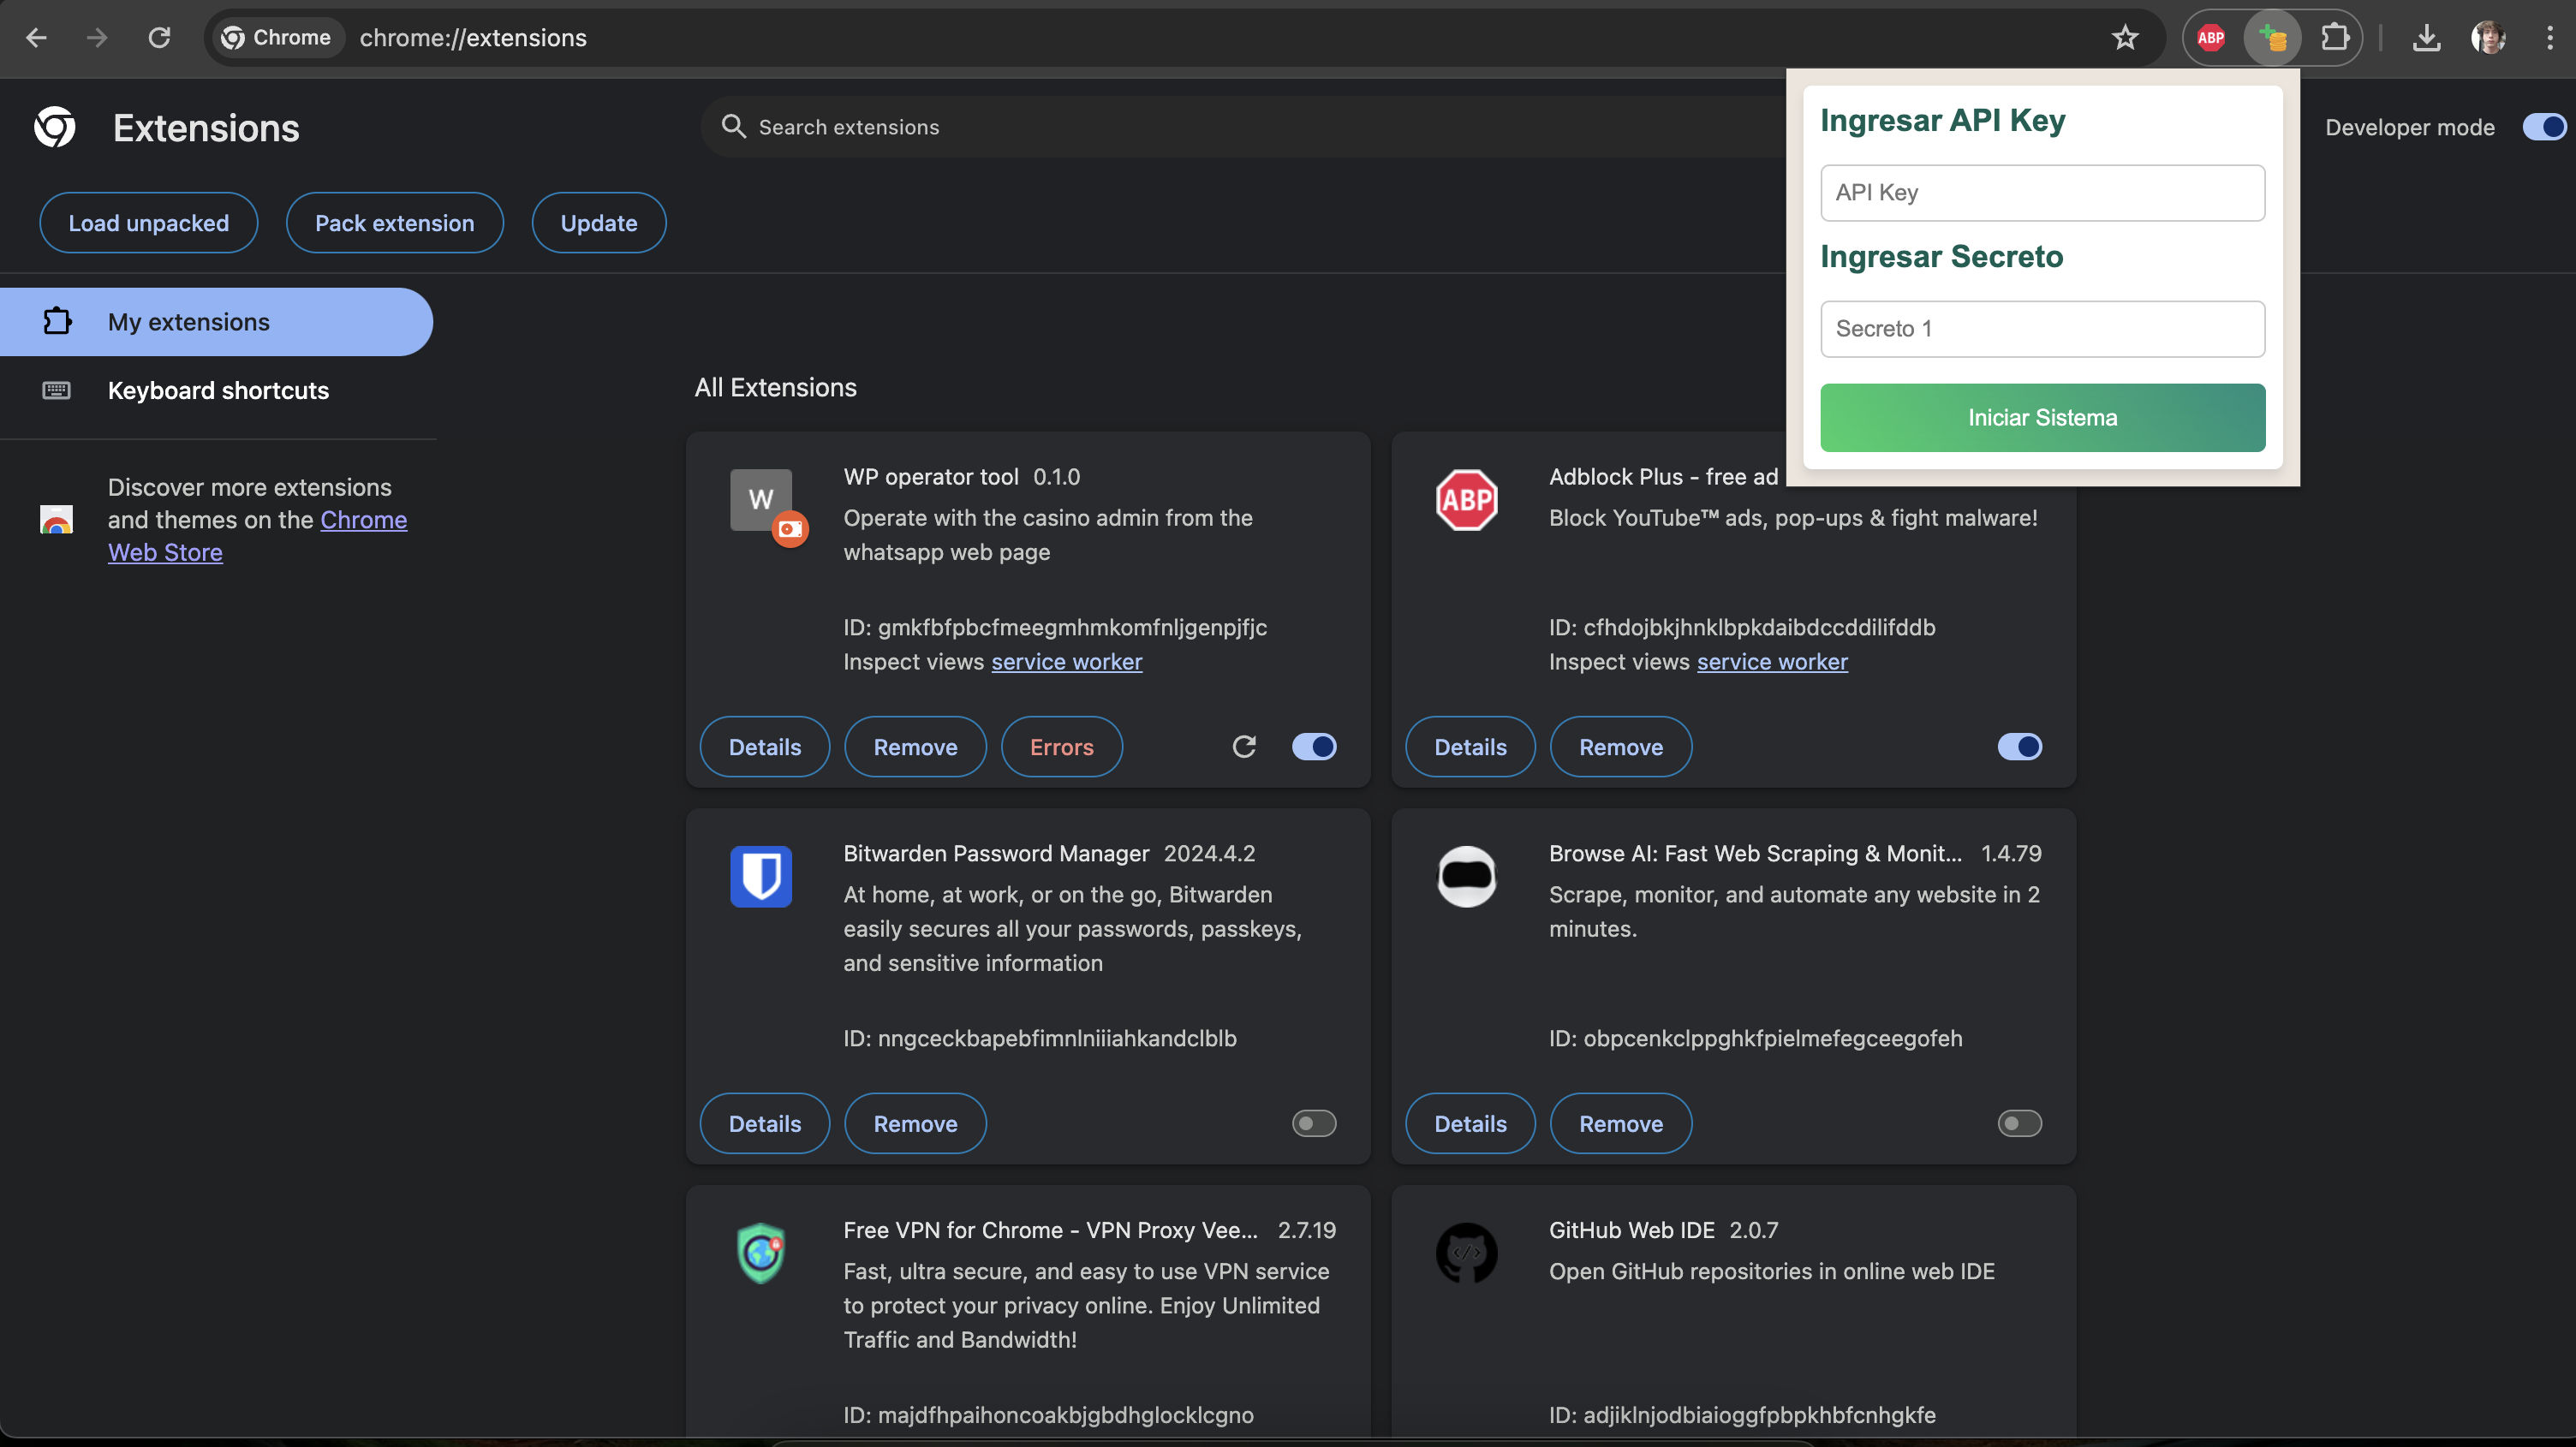 Chrome
chrome://extensions
ABP
Extensions
Search extensions
Developer mode
Load unpacked
Pack extension
Update
Ingresar API Key
API Key
Ingresar Secreto
Secreto 1
Iniciar Sistema
My extensions
Keyboard shortcuts
Discover more extensions
and themes on the Chrome
Web Store
All Extensions
W
WP operator tool 0.1.0
Operate with the casino admin from the
whatsapp web page
ID: gmkfbfpbcfmeegmhmkomfnljgenpjfjc
Inspect views service worker
Details
Remove
Errors
ABP
Adblock Plus - free ad
Block YouTube™ ads, pop-ups & fight malware!
ID: cfhdojbkjhnklbpkdaibdccddilifddb
Inspect views service worker
Details
Remove
Bitwarden Password Manager 2024.4.2
At home, at work, or on the go, Bitwarden
easily secures all your passwords, passkeys,
and sensitive information
ID: nngceckbapebfimnlniiiahkandclblb
Details
Remove
Browse AI: Fast Web Scraping & Monit... 1.4.79
Scrape, monitor, and automate any website in 2
minutes.
ID: obpcenkclppghkfpielmefegceegofeh
Details
Remove
Free VPN for Chrome - VPN Proxy Vee... 2.7.19
Fast, ultra secure, and easy to use VPN service
to protect your privacy online. Enjoy Unlimited
Traffic and Bandwidth!
ID: majdfhpaihoncoakbjgbdhglocklcgno
GitHub Web IDE 2.0.7
Open GitHub repositories in online web IDE
ID: adjiklnjodbiaioggfpbpkhbfcnhgkfe